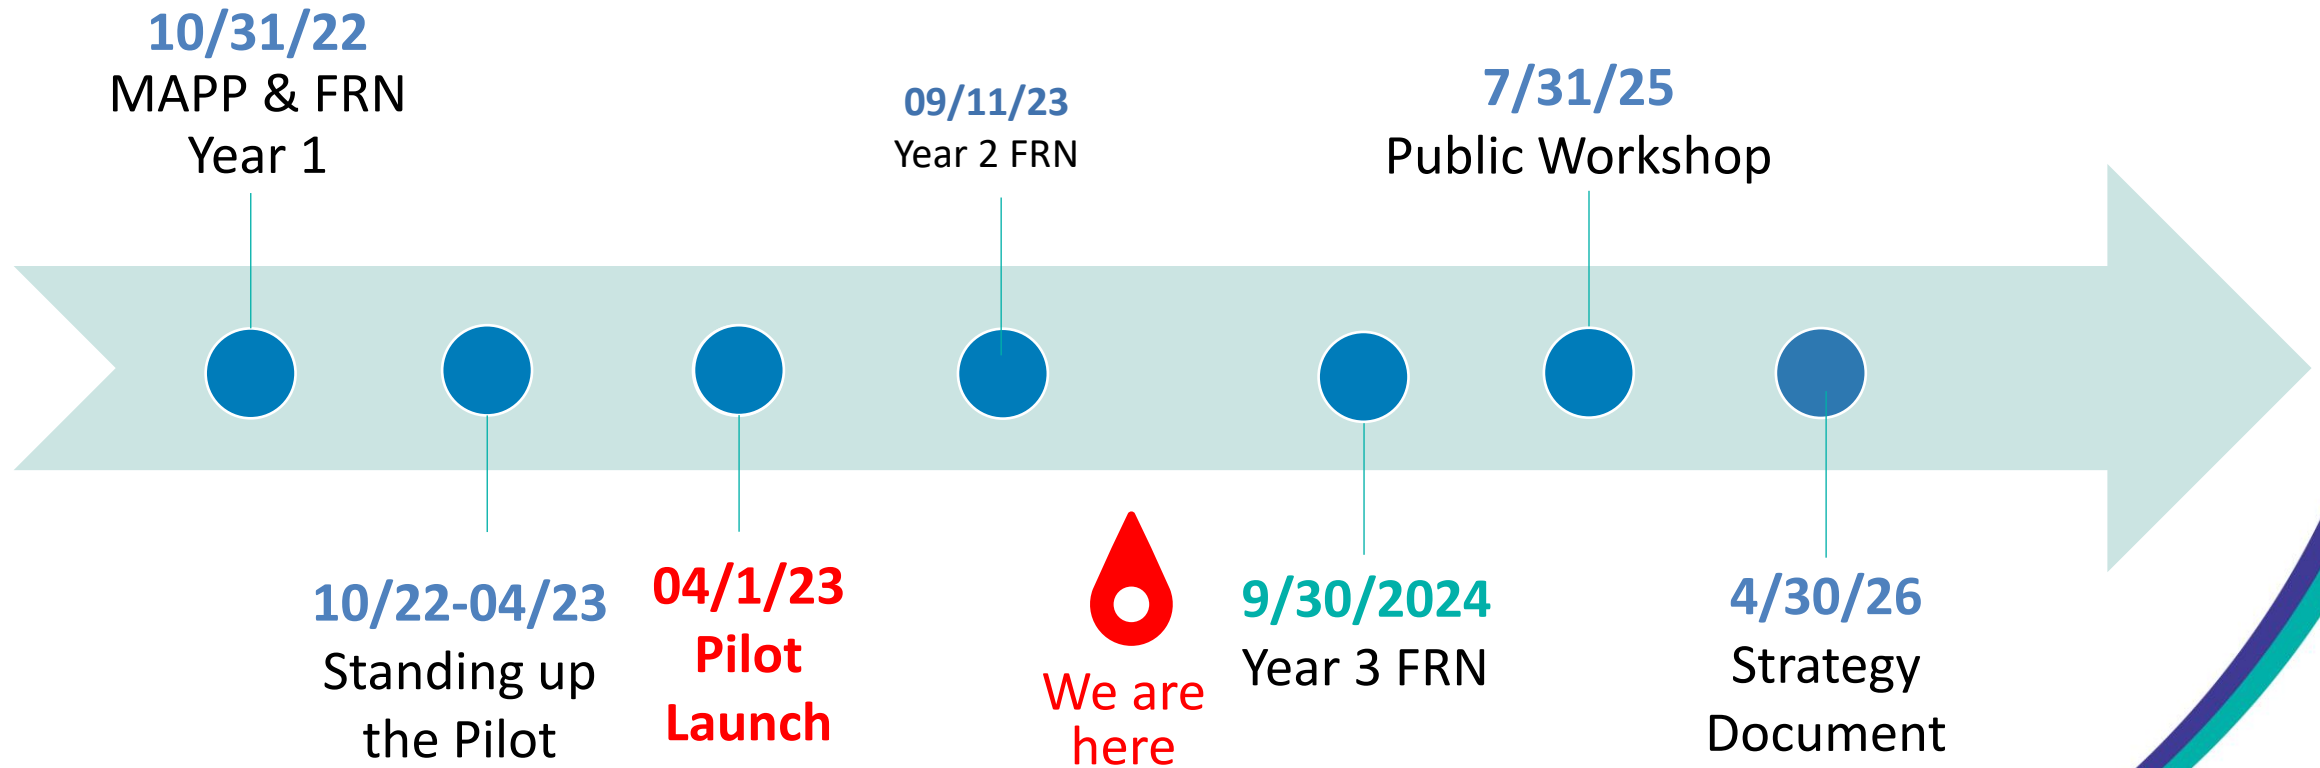 10/31/22
MAPP & FRN
Year 1
10/22-04/23
Standing up
the Pilot
04/1/23
Pilot
Launch
09/11/23
Year 2 FRN
We are
here
9/30/2024
Year 3 FRN
7/31/25
Public Workshop
4/30/26
Strategy
Document